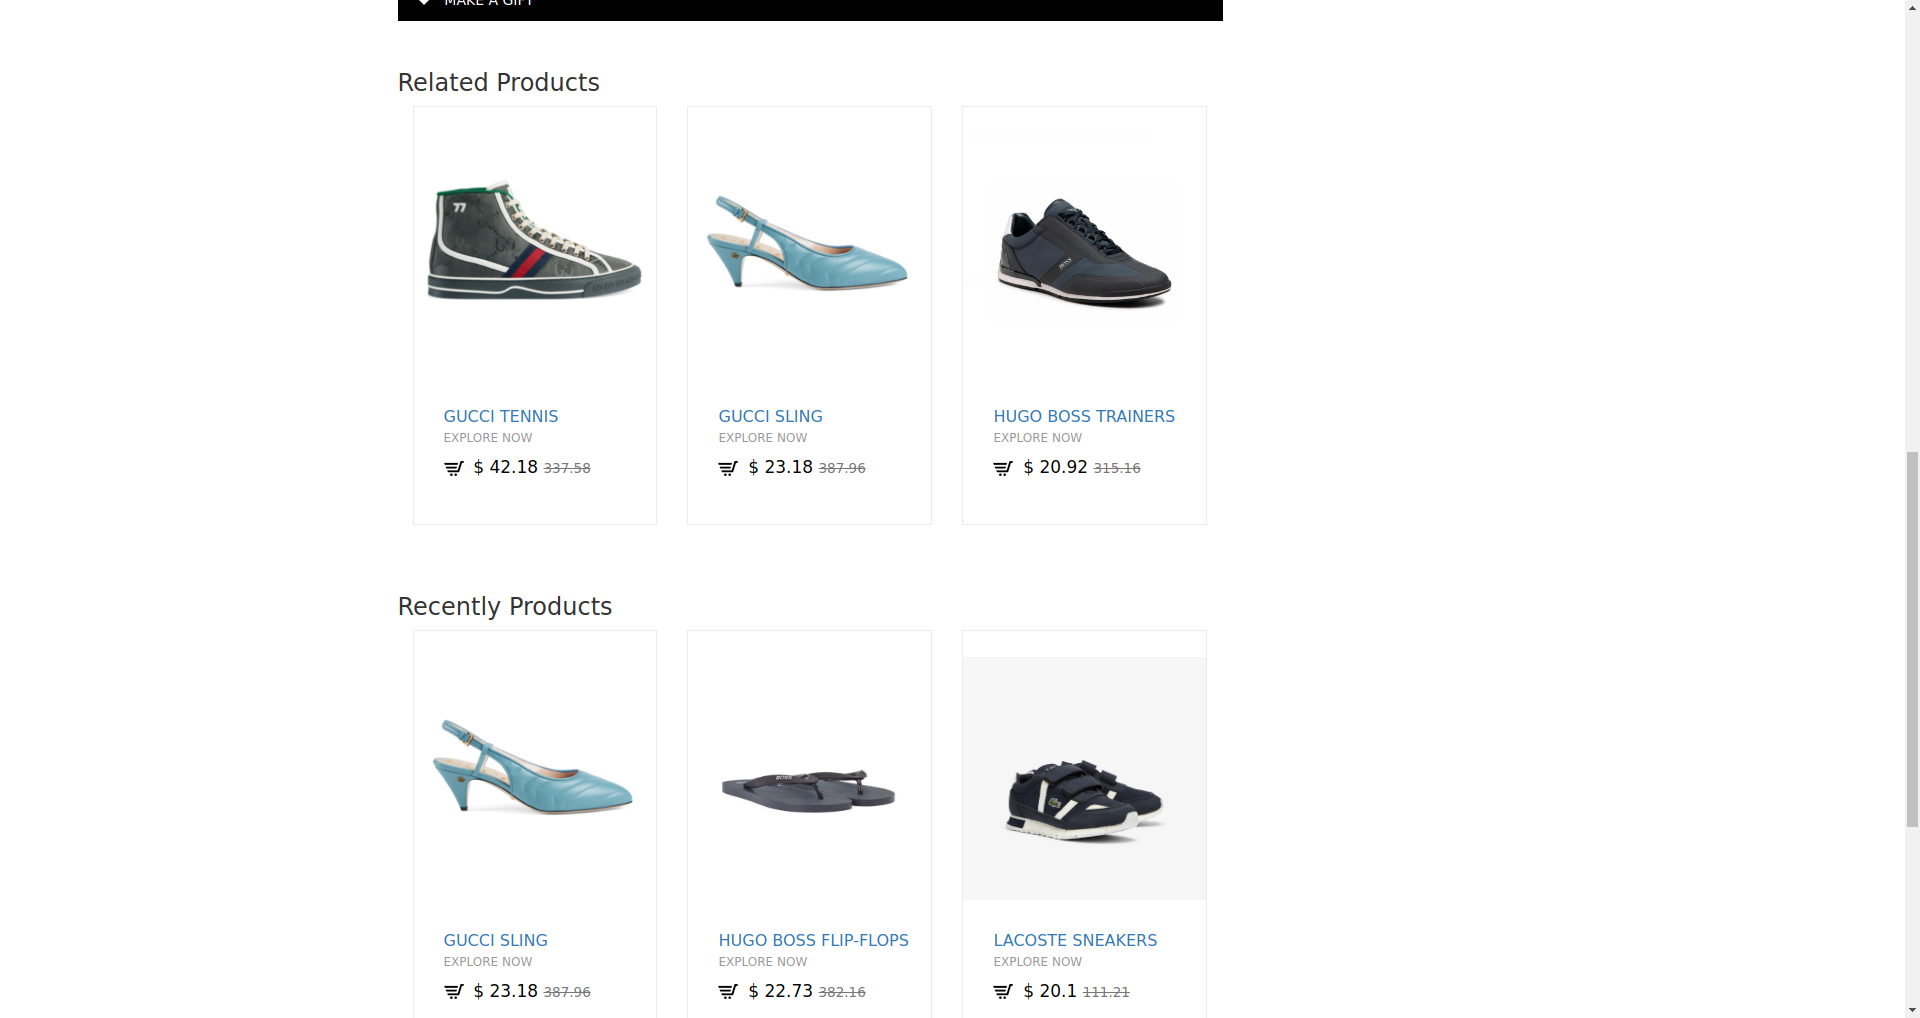 MAKE A GIFT
Related Products
77
BOSS
GUCCI TENNIS
GUCCI SLING
HUGO BOSS TRAINERS
EXPLORE NOW
EXPLORE NOW
EXPLORE NOW
$ 42.18 337.58
$ 23.18 387.96
$ 20.92 315.16
Recently Products
BOSS
GUCCI SLING
HUGO BOSS FLIP-FLOPS
LACOSTE SNEAKERS
EXPLORE NOW
EXPLORE NOW
EXPLORE NOW
$ 23.18 387.96
$ 22.73 382.16
$ 20.1 111.21